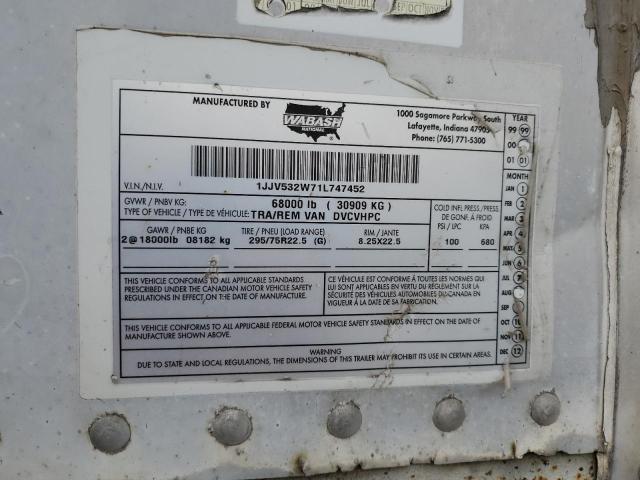 SEP OCT NOV
MANUFACTURED BY
WABASH
NATIONAL
1000 Sagamore Parkway South
Lafayette, Indiana 47905
Phone: (765) 771-5300
V.I.N./N.I.V.
1JJV532W71L747452
GVWR / PNBV KG: 68000 lb ( 30909 KG )
TYPE OF VEHICLE / TYPE DE VÉHICULE: TRA/REM VAN DVCVHPC
COLD INFL PRESS./PRESS.
DE GONF. À FROID
PSI / LPC KPA
GAWR / PNBE KG TIRE / PNEU (LOAD RANGE) RIM / JANTE
2@18000lb 08182 kg 295/75R22.5 (G) 8.25X22.5 100 680
THIS VEHICLE CONFORMS TO ALL APPLICABLE STANDARDS
PRESCRIBED UNDER THE CANADIAN MOTOR VEHICLE SAFETY
REGULATIONS IN EFFECT ON THE DATE OF MANUFACTURE.
CE VÉHICULE EST CONFORME À TOUTES LES NORMES QUI
LUI SONT APPLICABLES EN VERTU DU RÈGLEMENT SUR LA
SÉCURITÉ DES VÉHICULES AUTOMOBILES DU CANADA EN
VIGUEUR À LA DATE DE SA FABRICATION.
THIS VEHICLE CONFORMS TO ALL APPLICABLE FEDERAL MOTOR VEHICLE SAFETY STANDARDS IN EFFECT ON THE DATE OF
MANUFACTURE SHOWN ABOVE.
WARNING
DUE TO STATE AND LOCAL REGULATIONS, THE DIMENSIONS OF THIS TRAILER MAY PROHIBIT ITS USE IN CERTAIN AREAS.
YEAR
99 99
00
01 01
MONTH
JAN 1
FEB 2
MAR 3
APR 4
MAY 5
JUN 6
JUL 7
AUG
SEP
OCT 10
NOV 11
DEC 12